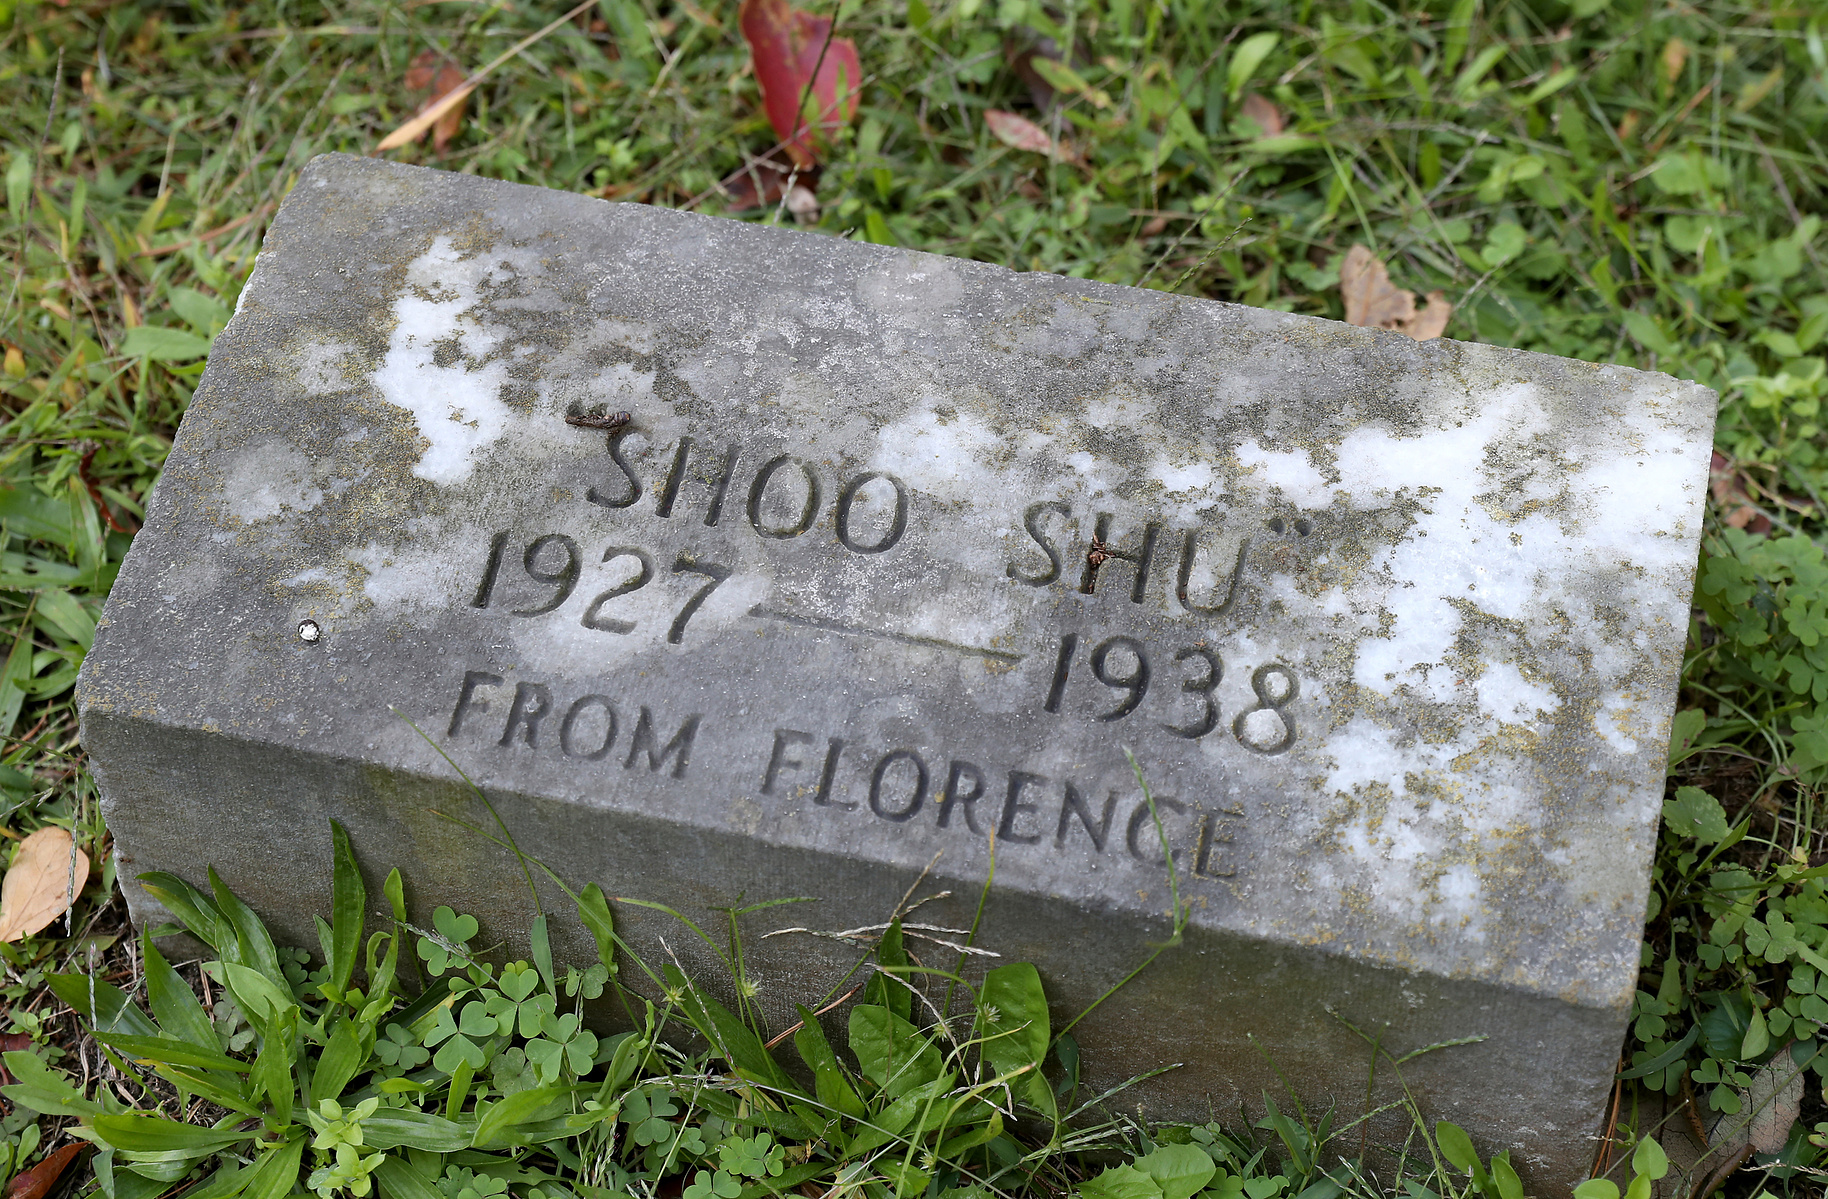 "SHOO SHU"
1927 — 1938
FROM FLORENCE